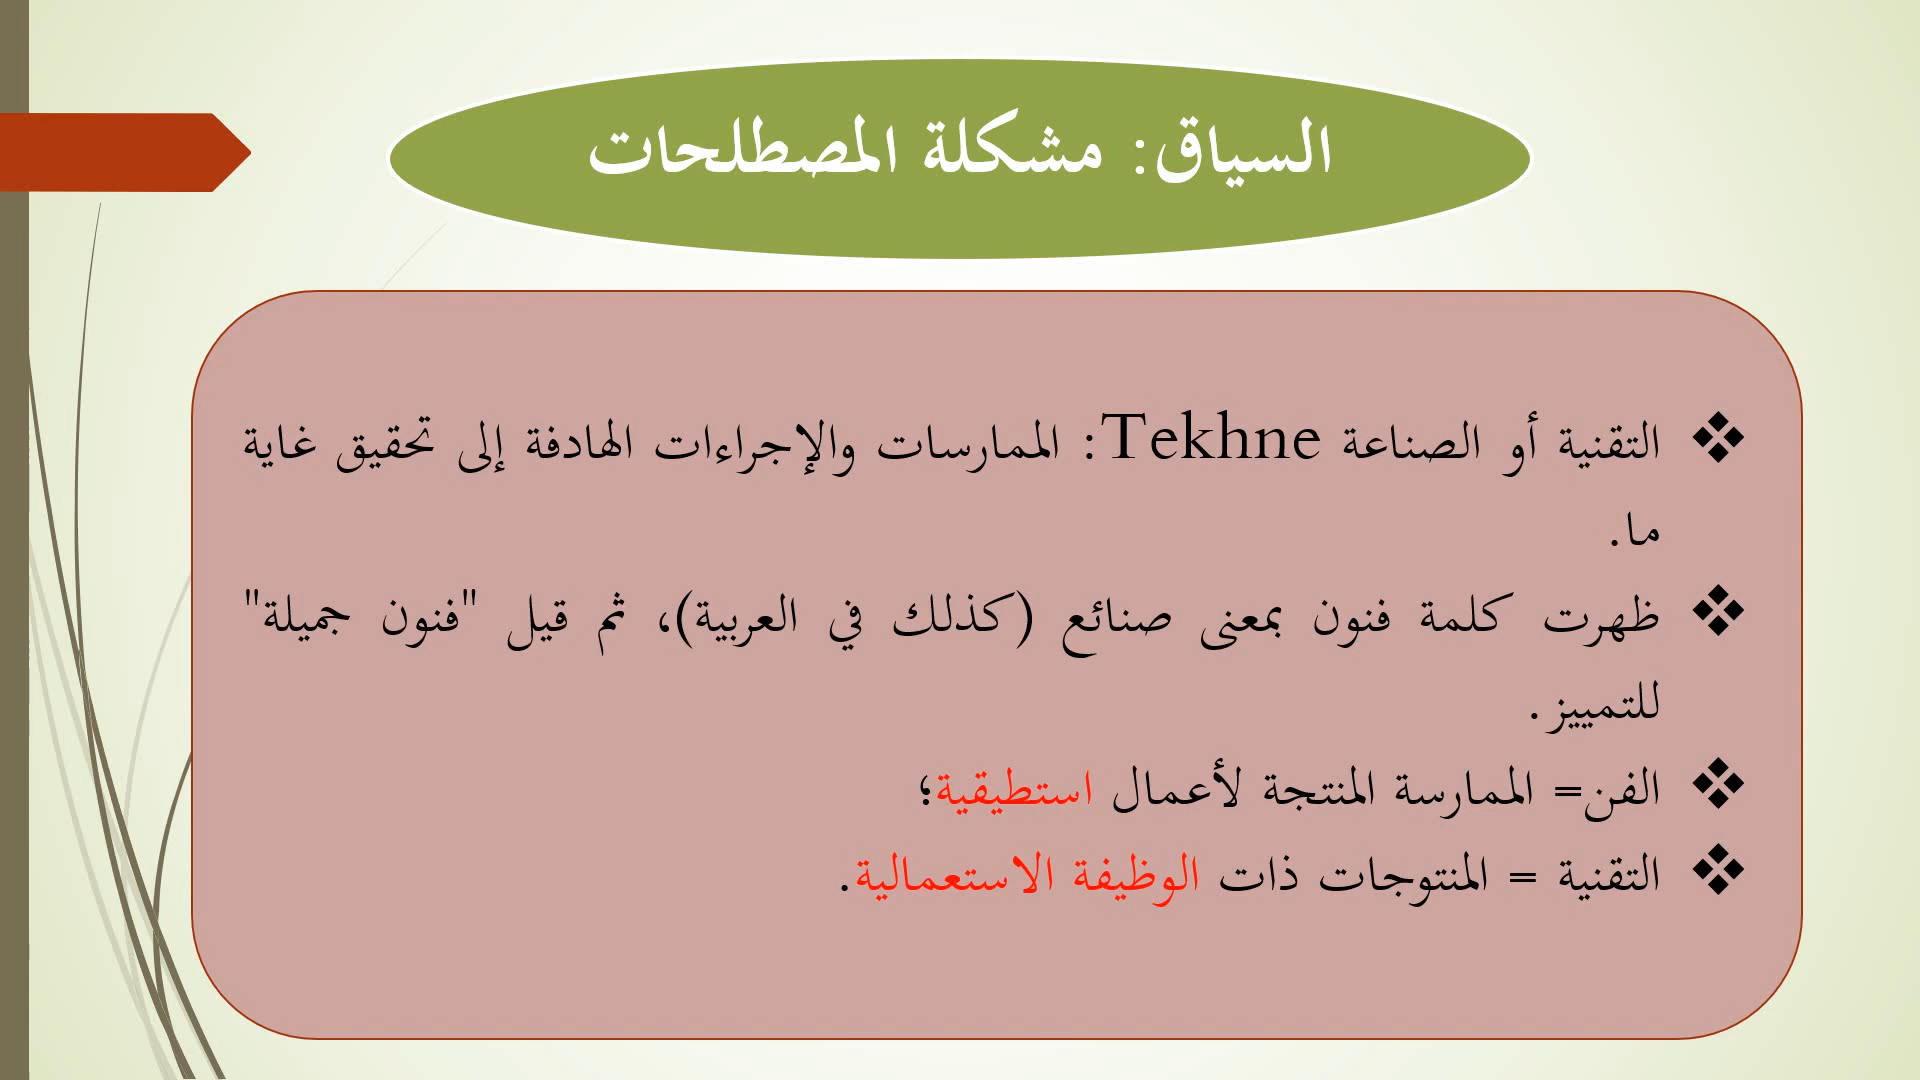 السياق: مشكلة المصطلحات
❖ التقنية أو الصناعة Tekhne: الممارسات والإجراءات الهادفة إلى تحقيق غاية
ما.
❖ ظهرت كلمة فنون بمعنى صنائع (كذلك في العربية)، ثم قيل "فنون جميلة"
للتمييز.
❖ الفن= الممارسة المنتجة لأعمال استطيقية؛
❖ التقنية = المنتوجات ذات الوظيفة الاستعمالية.